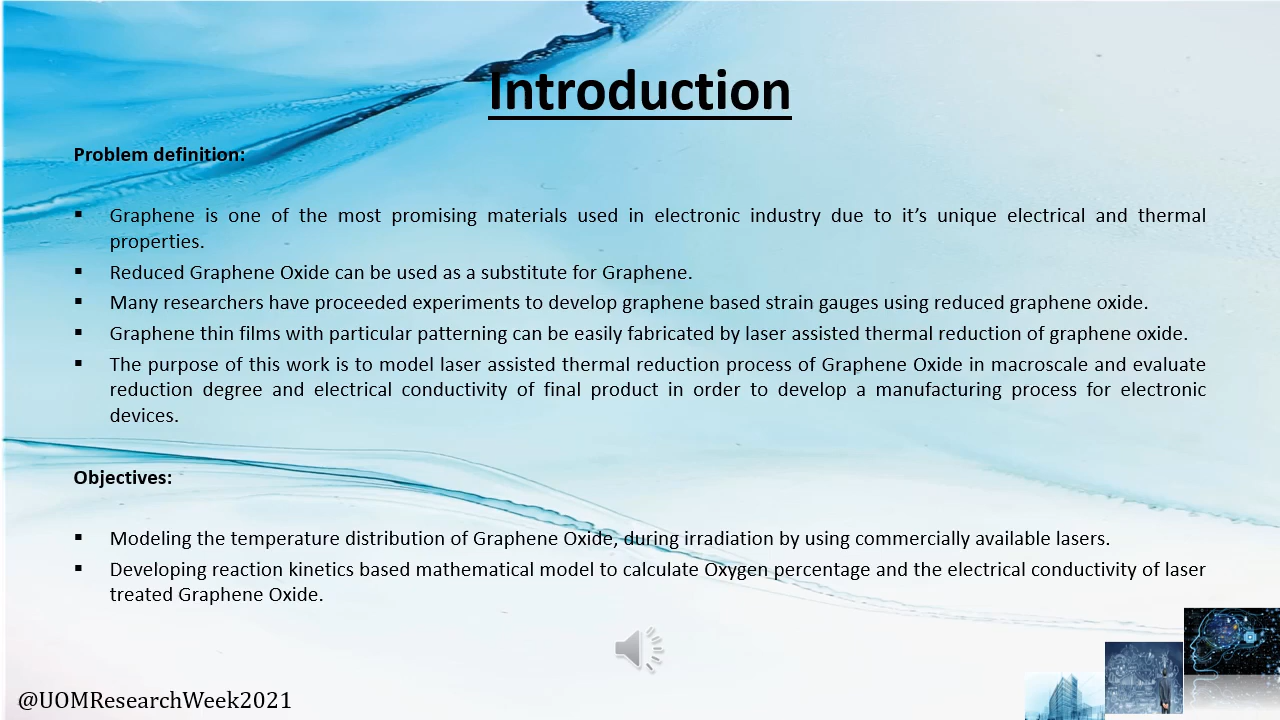 Introduction
Problem definition:
▪ Graphene is one of the most promising materials used in electronic industry due to it’s unique electrical and thermal
properties.
▪ Reduced Graphene Oxide can be used as a substitute for Graphene.
▪ Many researchers have proceeded experiments to develop graphene based strain gauges using reduced graphene oxide.
▪ Graphene thin films with particular patterning can be easily fabricated by laser assisted thermal reduction of graphene oxide.
▪ The purpose of this work is to model laser assisted thermal reduction process of Graphene Oxide in macroscale and evaluate
reduction degree and electrical conductivity of final product in order to develop a manufacturing process for electronic
devices.
Objectives:
▪ Modeling the temperature distribution of Graphene Oxide, during irradiation by using commercially available lasers.
▪ Developing reaction kinetics based mathematical model to calculate Oxygen percentage and the electrical conductivity of laser
treated Graphene Oxide.
@UOMResearchWeek2021